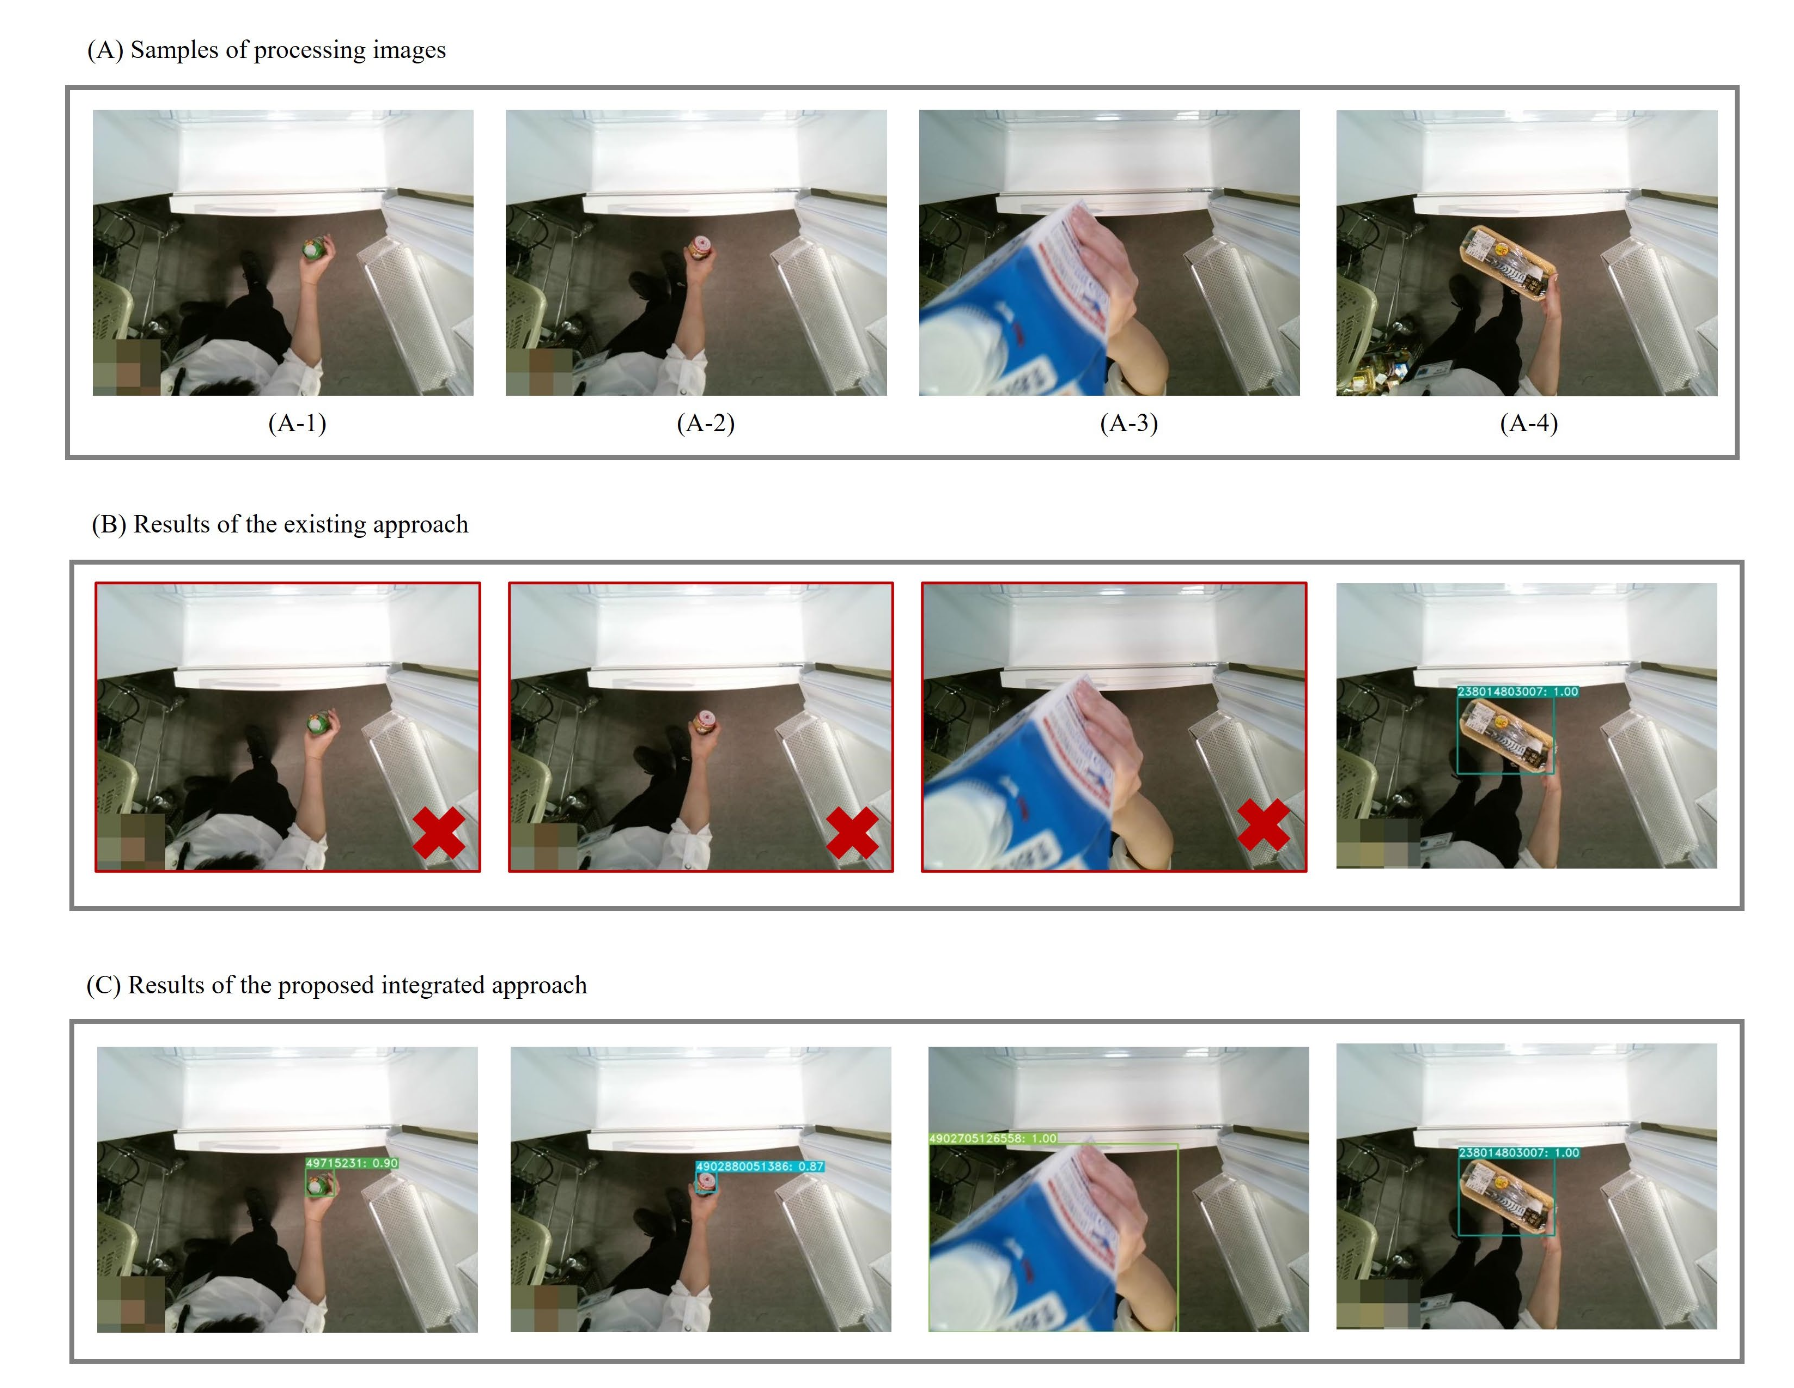 (A) Samples of processing images
(A-1)
(A-2)
(A-3)
(A-4)
(B) Results of the existing approach
238014803007: 1.00
(C) Results of the proposed integrated approach
49715231: 0.90
4902880051386: 0.87
4902705126558: 1.00
238014803007: 1.00